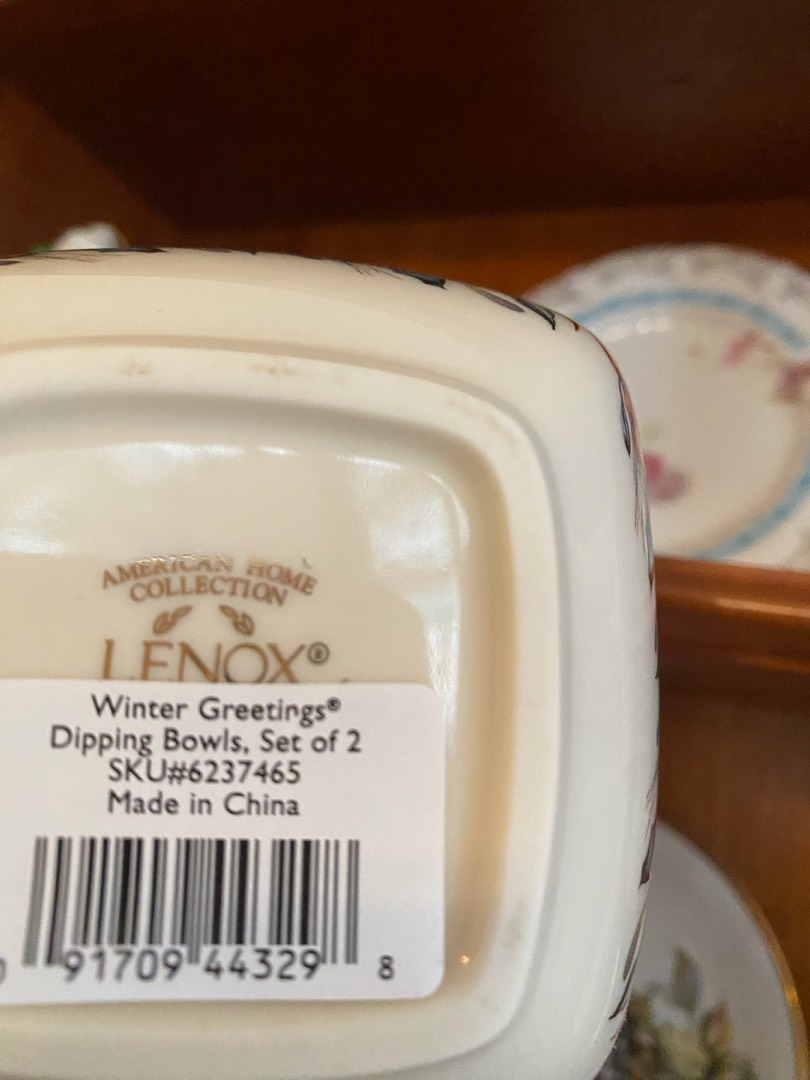 AMERICAN HOME
COLLECTION
LENOX®
Winter Greetings®
Dipping Bowls, Set of 2
SKU#6237465
Made in China
0 91709 44329 8